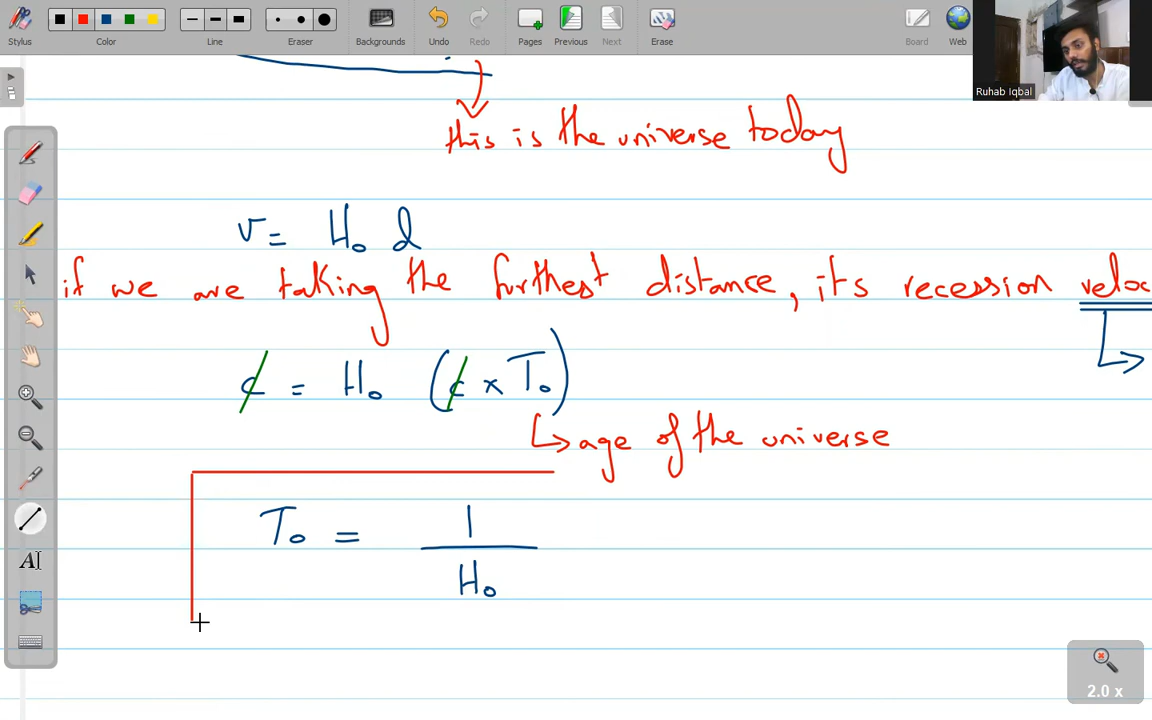 Stylus Color Line Eraser Backgrounds Undo Redo Pages Previous Next Erase Board Web
Ruhab Iqbal
this is the universe today
v = H₀ d
if we are taking the furthest distance, its recession veloc
c = H₀ (c × T₀)
↳ age of the universe
T₀ = 1/H₀
2.0 x